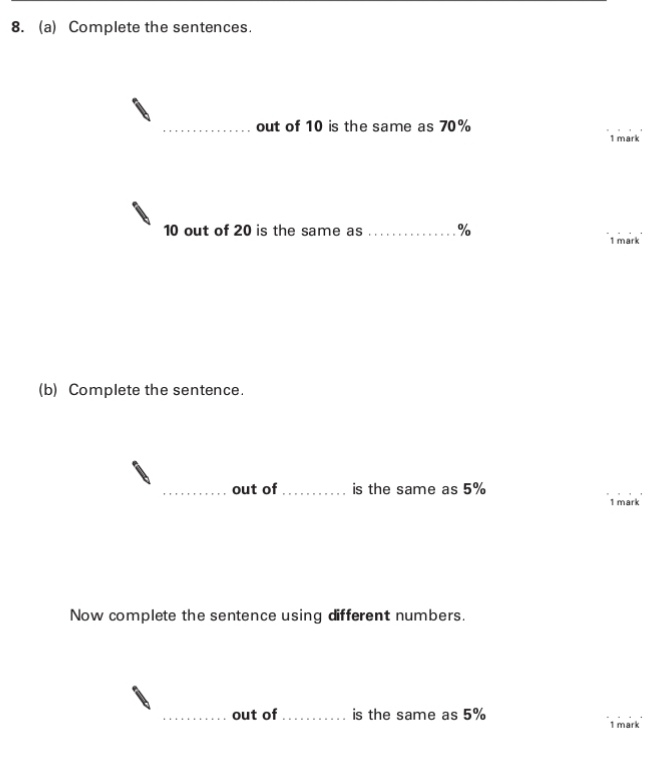 8. (a) Complete the sentences.
............... out of 10 is the same as 70%
1 mark
10 out of 20 is the same as ...............%
1 mark
(b) Complete the sentence.
........... out of ........... is the same as 5%
1 mark
Now complete the sentence using different numbers.
........... out of ........... is the same as 5%
1 mark